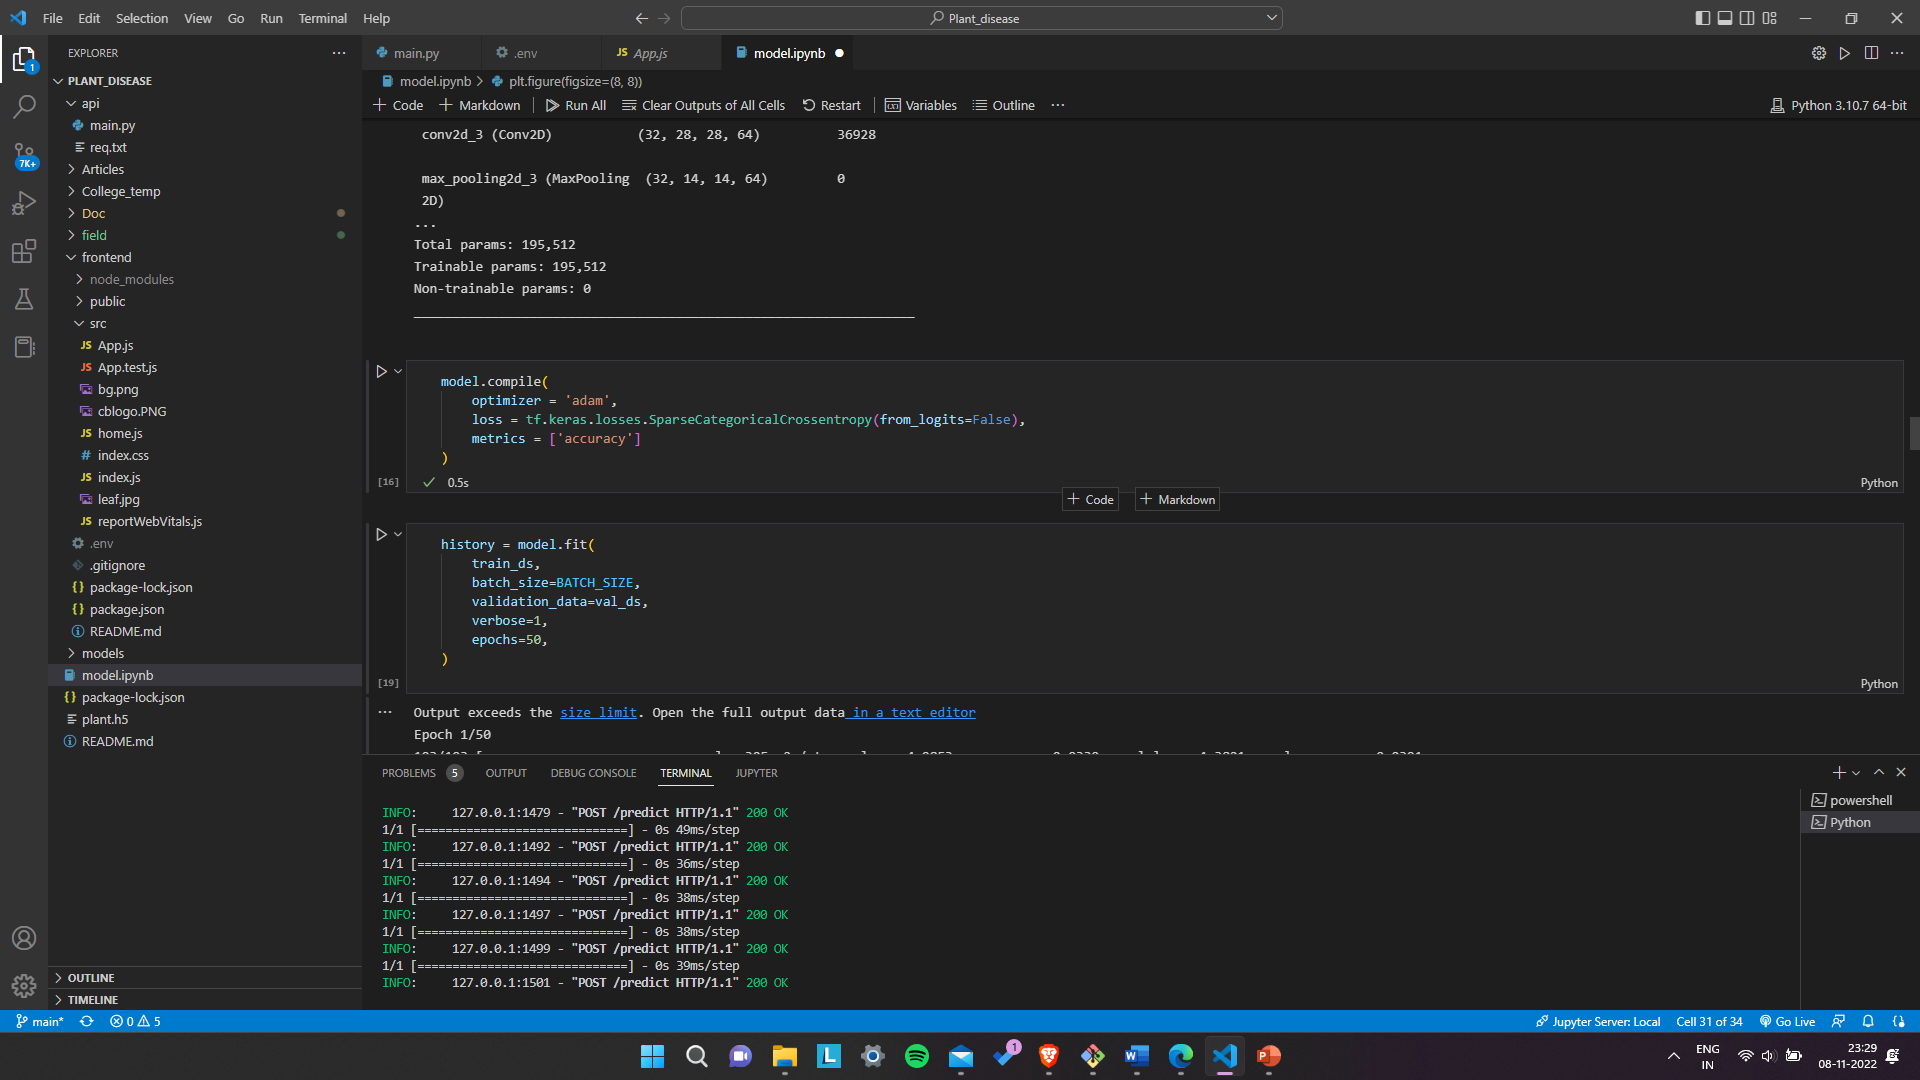 File Edit Selection View Go Run Terminal Help
Plant_disease
EXPLORER
PLANT_DISEASE
api
main.py
req.txt
Articles
College_temp
Doc
field
frontend
node_modules
public
src
JS App.js
JS App.test.js
bg.png
cblogo.PNG
JS home.js
# index.css
JS index.js
leaf.jpg
JS reportWebVitals.js
.env
.gitignore
{} package-lock.json
{} package.json
README.md
models
model.ipynb
{} package-lock.json
plant.h5
README.md
OUTLINE
TIMELINE
1
7K+
main.py .env JS App.js model.ipynb
model.ipynb > plt.figure(figsize=(8, 8))
+ Code + Markdown Run All Clear Outputs of All Cells Restart Variables Outline ...
Python 3.10.7 64-bit
conv2d_3 (Conv2D) (32, 28, 28, 64) 36928
max_pooling2d_3 (MaxPooling (32, 14, 14, 64) 0
2D)
...
Total params: 195,512
Trainable params: 195,512
Non-trainable params: 0
model.compile(
optimizer = 'adam',
loss = tf.keras.losses.SparseCategoricalCrossentropy(from_logits=False),
metrics = ['accuracy']
)
[16] 0.5s Python
+ Code + Markdown
history = model.fit(
train_ds,
batch_size=BATCH_SIZE,
validation_data=val_ds,
verbose=1,
epochs=50,
)
[19] Python
... Output exceeds the size limit. Open the full output data in a text editor
Epoch 1/50
PROBLEMS 5 OUTPUT DEBUG CONSOLE TERMINAL JUPYTER
INFO: 127.0.0.1:1479 - "POST /predict HTTP/1.1" 200 OK
1/1 [==============================] - 0s 49ms/step
INFO: 127.0.0.1:1492 - "POST /predict HTTP/1.1" 200 OK
1/1 [==============================] - 0s 36ms/step
INFO: 127.0.0.1:1494 - "POST /predict HTTP/1.1" 200 OK
1/1 [==============================] - 0s 38ms/step
INFO: 127.0.0.1:1497 - "POST /predict HTTP/1.1" 200 OK
1/1 [==============================] - 0s 38ms/step
INFO: 127.0.0.1:1499 - "POST /predict HTTP/1.1" 200 OK
1/1 [==============================] - 0s 39ms/step
INFO: 127.0.0.1:1501 - "POST /predict HTTP/1.1" 200 OK
powershell
Python
main* 0 5
Jupyter Server: Local Cell 31 of 34 Go Live
1
ENG
IN
23:29
08-11-2022